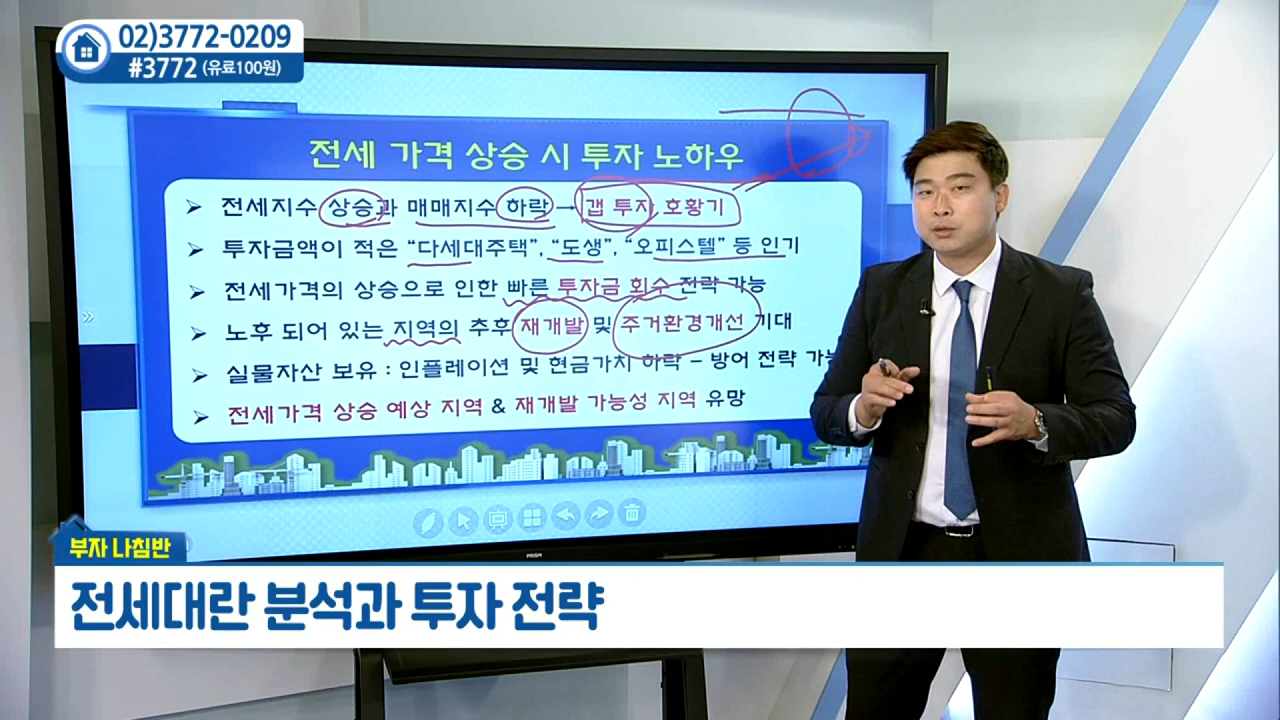 02)3772-0209
#3772 (유료100원)
전세 가격 상승 시 투자 노하우
➢ 전세지수 상승과 매매지수 하락→갭 투자 호황기
➢ 투자금액이 적은 “다세대주택”, “도생”, “오피스텔” 등 인기
➢ 전세가격의 상승으로 인한 빠른 투자금 회수 전략 가능
➢ 노후 되어 있는 지역의 추후 재개발 및 주거환경개선 기대
➢ 실물자산 보유 : 인플레이션 및 현금가치 하락 – 방어 전략 가능
➢ 전세가격 상승 예상 지역 & 재개발 가능성 지역 유망
PRISM
부자 나침반
전세대란 분석과 투자 전략